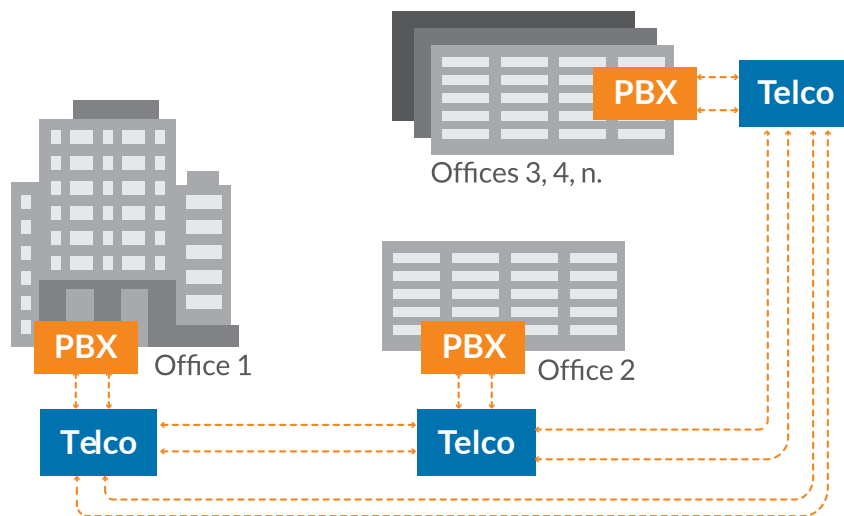 PBX
Telco
Offices 3, 4, n.
PBX
Office 1
PBX
Office 2
Telco
Telco